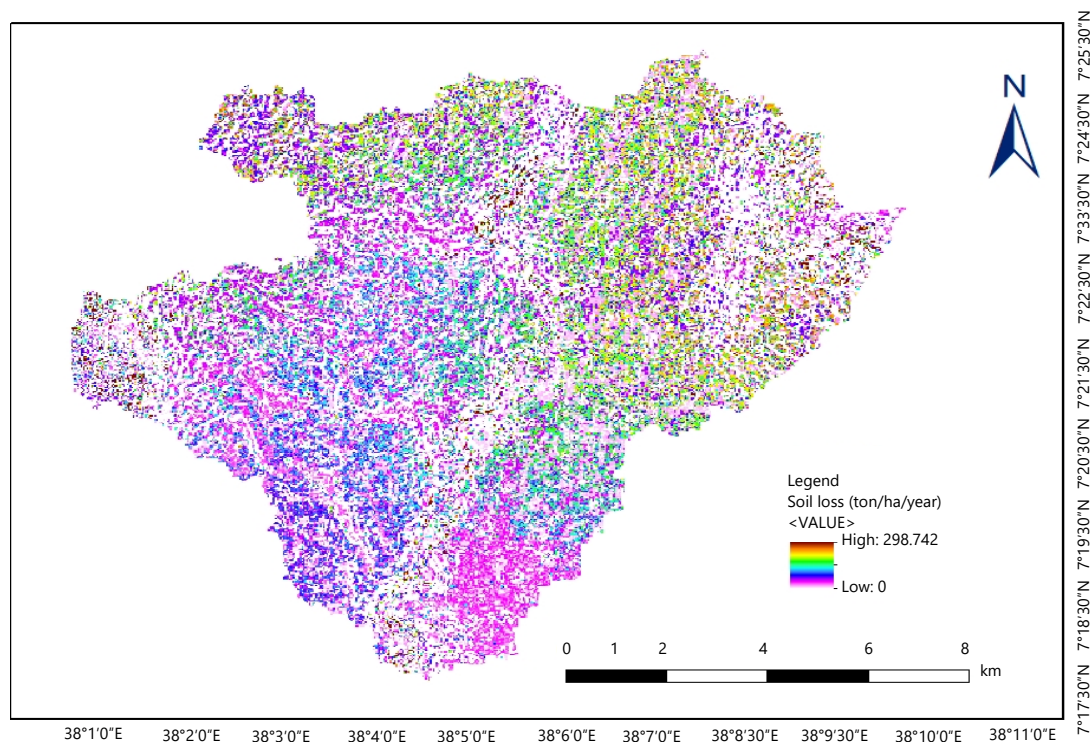 N
7°25'30"N
7°24'30"N
7°33'30"N
7°22'30"N
7°21'30"N
7°20'30"N
7°19'30"N
7°18'30"N
7°17'30"N
Legend
Soil loss (ton/ha/year)
<VALUE>
High: 298.742
Low: 0
0 1 2 4 6 8
km
38°1'0"E 38°2'0"E 38°3'0"E 38°4'0"E 38°5'0"E 38°6'0"E 38°7'0"E 38°8'30"E 38°9'30"E 38°10'0"E 38°11'0"E